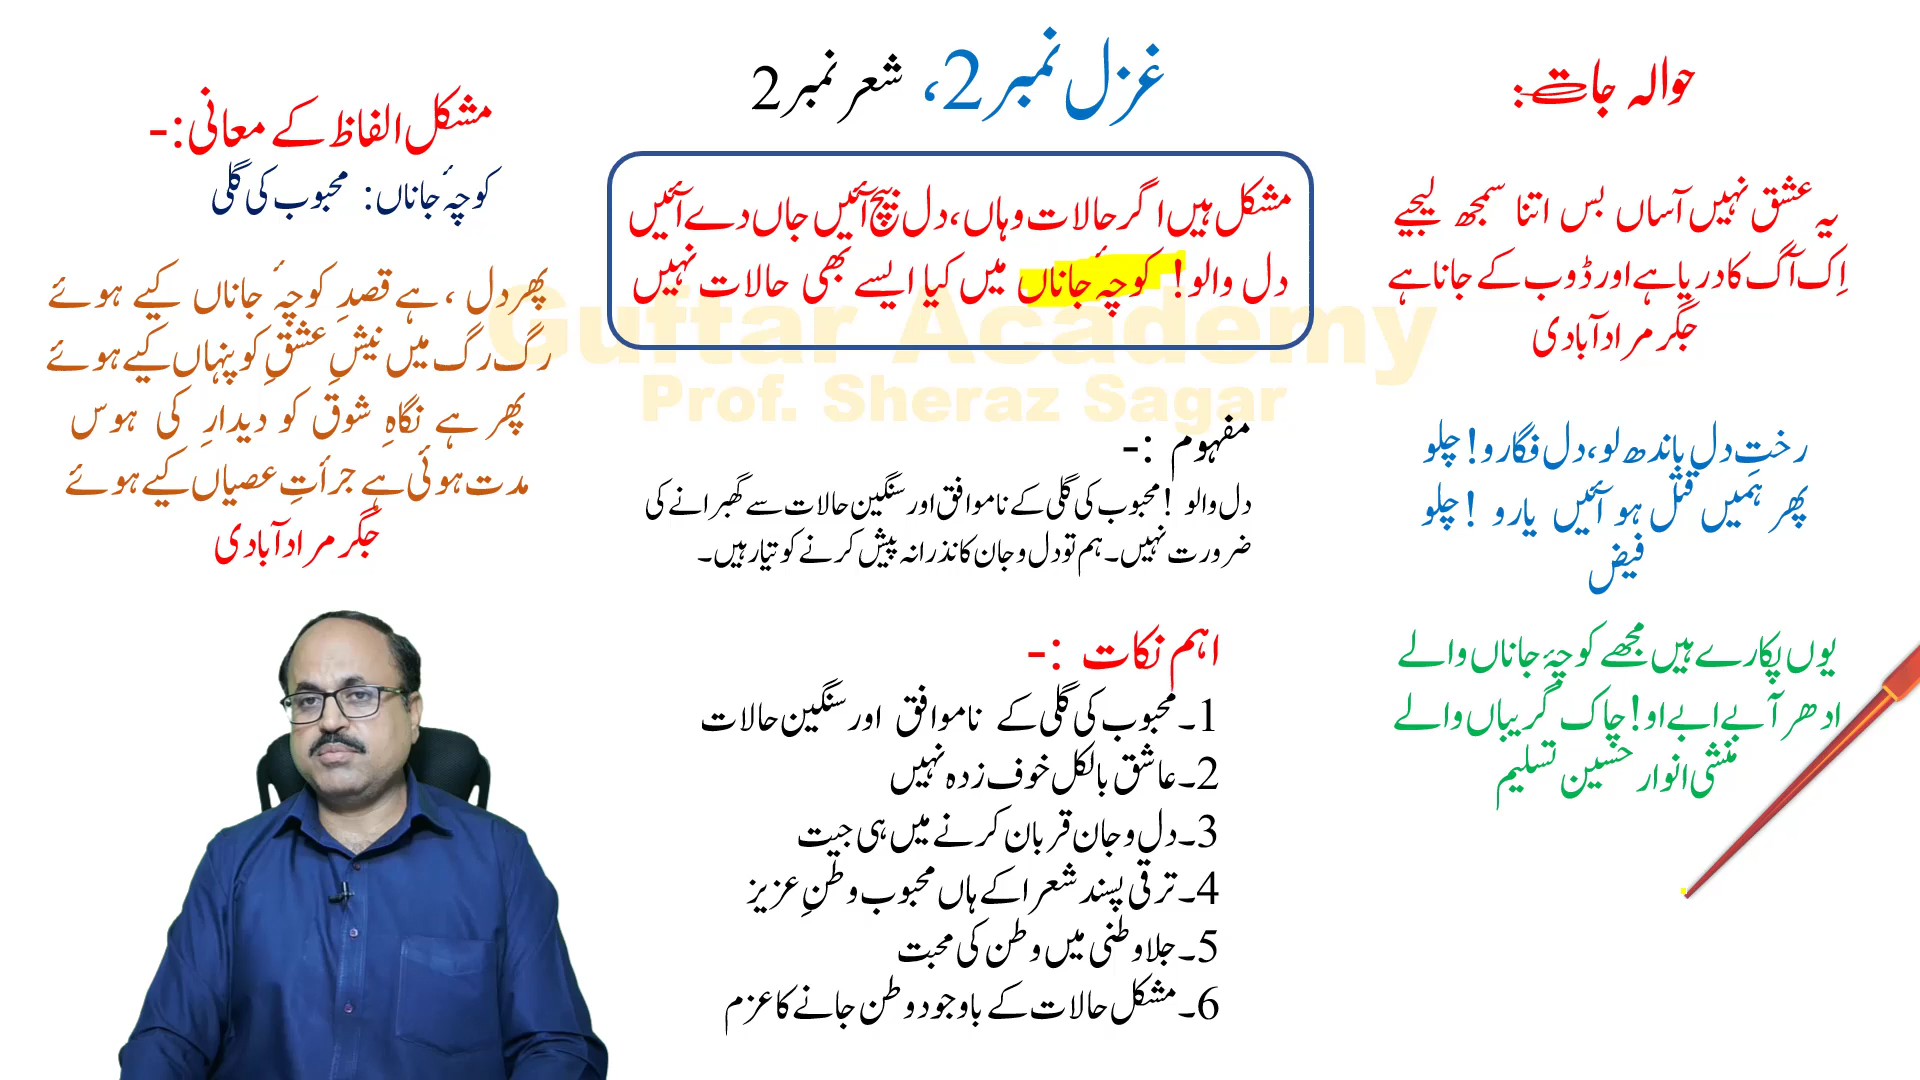 غزل نمبر 2، شعر نمبر 2
حوالہ جات:
یہ عشق نہیں آساں بس اتنا سمجھ لیجیے
اِک آگ کا دریا ہے اور ڈوب کے جانا ہے
جگر مراد آبادی
رختِ دل باندھ لو، دل فگارو! چلو
پھر ہمیں قتل ہو آئیں یارو! چلو
فیض
یوں پکارے ہیں مجھے کوچۂ جاناں والے
ادھر آ بے ابے او! چاک گریباں والے
منشی انوار حسین تسلیم
مشکل ہیں اگر حالات وہاں، دل بیچ آئیں جاں دے آئیں
دل والو! کوچۂ جاناں میں کیا ایسے بھی حالات نہیں
Guftar Academy
Prof. Sheraz Sagar
مفہوم :-
دل والو! محبوب کی گلی کے ناموافق اور سنگین حالات سے گھبرانے کی
ضرورت نہیں۔ ہم تو دل و جان کا نذرانہ پیش کرنے کو تیار ہیں۔
اہم نکات :-
1۔ محبوب کی گلی کے ناموافق اور سنگین حالات
2۔ عاشق بالکل خوف زدہ نہیں
3۔ دل و جان قربان کرنے میں ہی جیت
4۔ ترقی پسند شعرا کے ہاں محبوب وطنِ عزیز
5۔ جلاوطنی میں وطن کی محبت
6۔ مشکل حالات کے باوجود وطن جانے کا عزم
مشکل الفاظ کے معانی:-
کوچۂ جاناں: محبوب کی گلی
پھر دل، ہے قصدِ کوچۂ جاناں کیے ہوئے
رگ رگ میں نیشِ عشقِ کو پنہاں کیے ہوئے
پھر ہے نگاہِ شوق کو دیدارِ کی ہوس
مدت ہوئی ہے جرأتِ عصیاں کیے ہوئے
جگر مراد آبادی